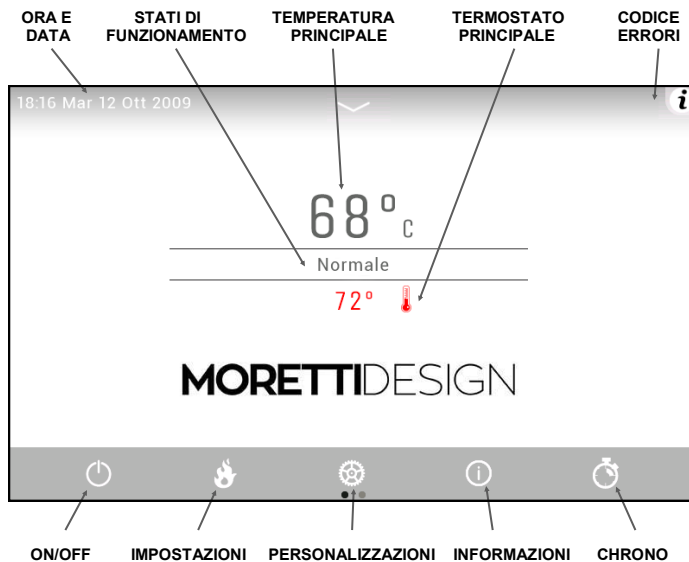 ORA E
DATA
STATI DI
FUNZIONAMENTO
TEMPERATURA
PRINCIPALE
TERMOSTATO
PRINCIPALE
CODICE
ERRORI
18:16 Mar 12 Ott 2009
i
68° C
Normale
72°
MORETTIDESIGN
ON/OFF
IMPOSTAZIONI
PERSONALIZZAZIONI
INFORMAZIONI
CHRONO